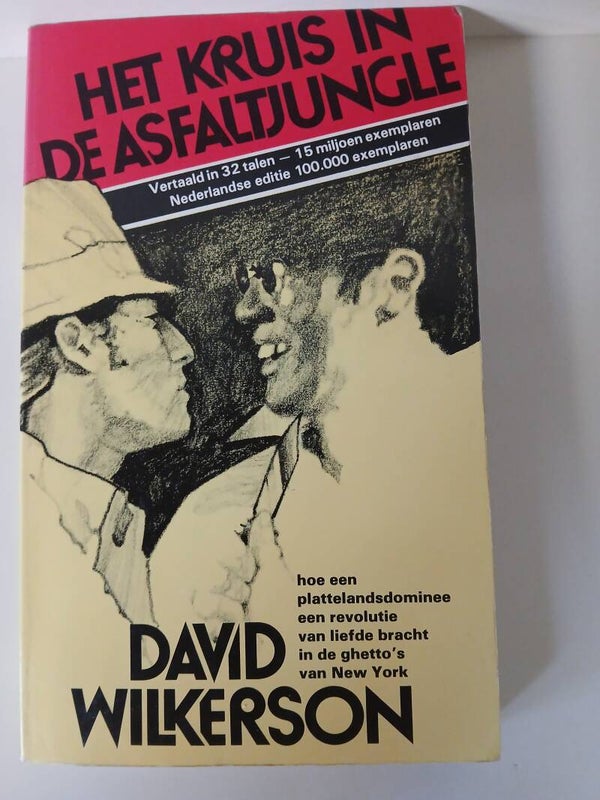 HET KRUIS IN
DE ASFALTJUNGLE
Vertaald in 32 talen — 15 miljoen exemplaren
Nederlandse editie 100.000 exemplaren
hoe een
plattelandsdominee
een revolutie
van liefde bracht
in de ghetto's
van New York
DAVID
WILKERSON